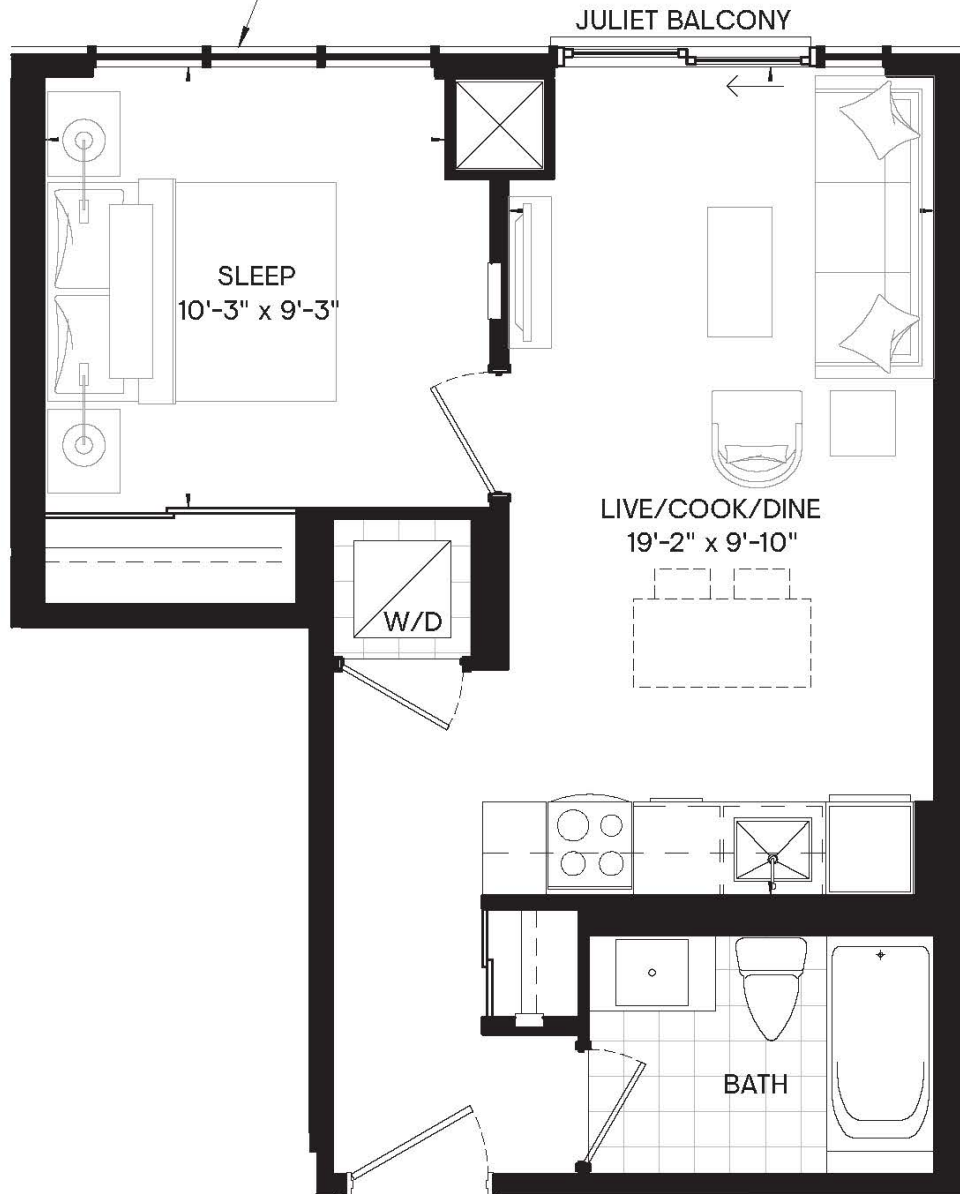 JULIET BALCONY
SLEEP
10'-3" x 9'-3"
LIVE/COOK/DINE
19'-2" x 9'-10"
W/D
BATH